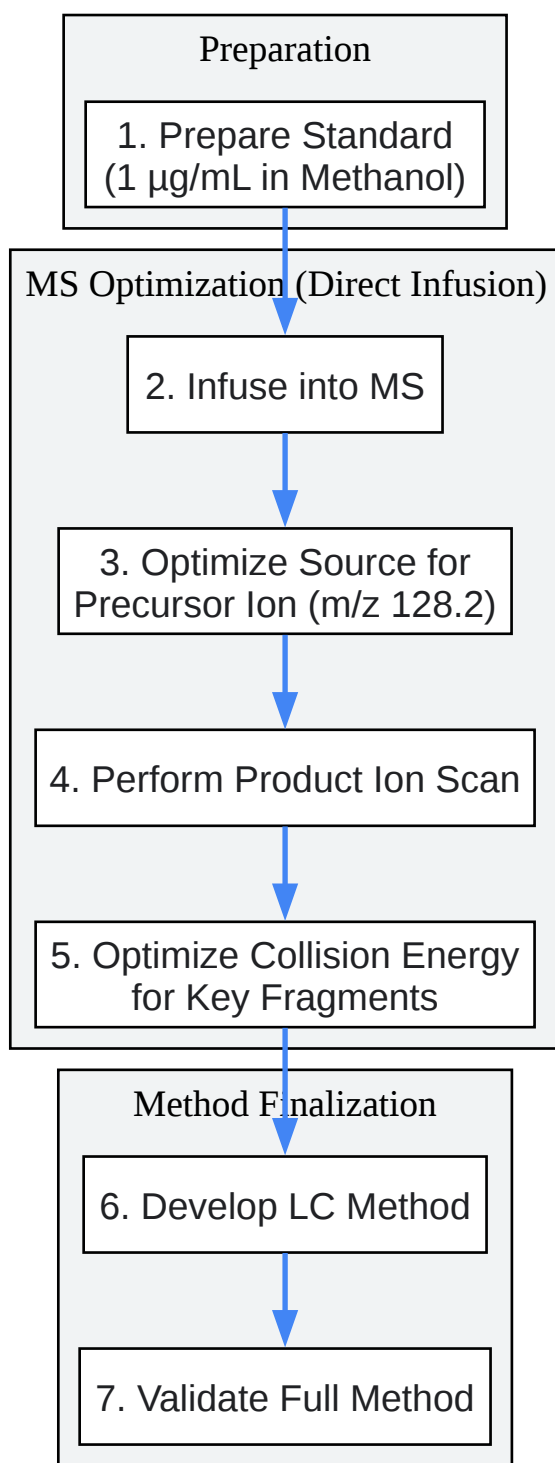 Preparation
1. Prepare Standard
(1 µg/mL in Methanol)
MS Optimization (Direct Infusion)
2. Infuse into MS
3. Optimize Source for
Precursor Ion (m/z 128.2)
4. Perform Product Ion Scan
5. Optimize Collision Energy
for Key Fragments
Method Finalization
6. Develop LC Method
7. Validate Full Method